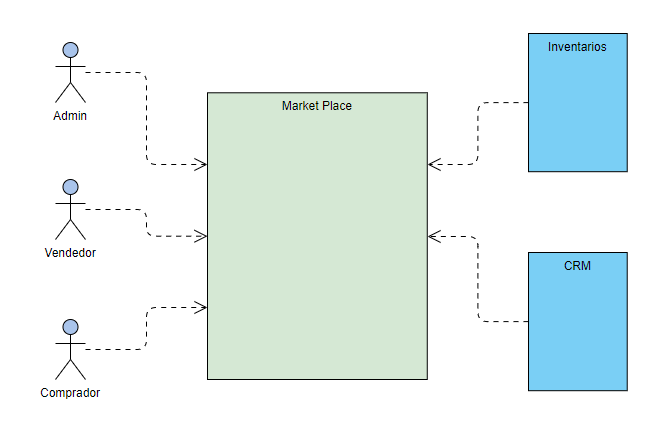 Inventarios
Market Place
Admin
Vendedor
CRM
Comprador